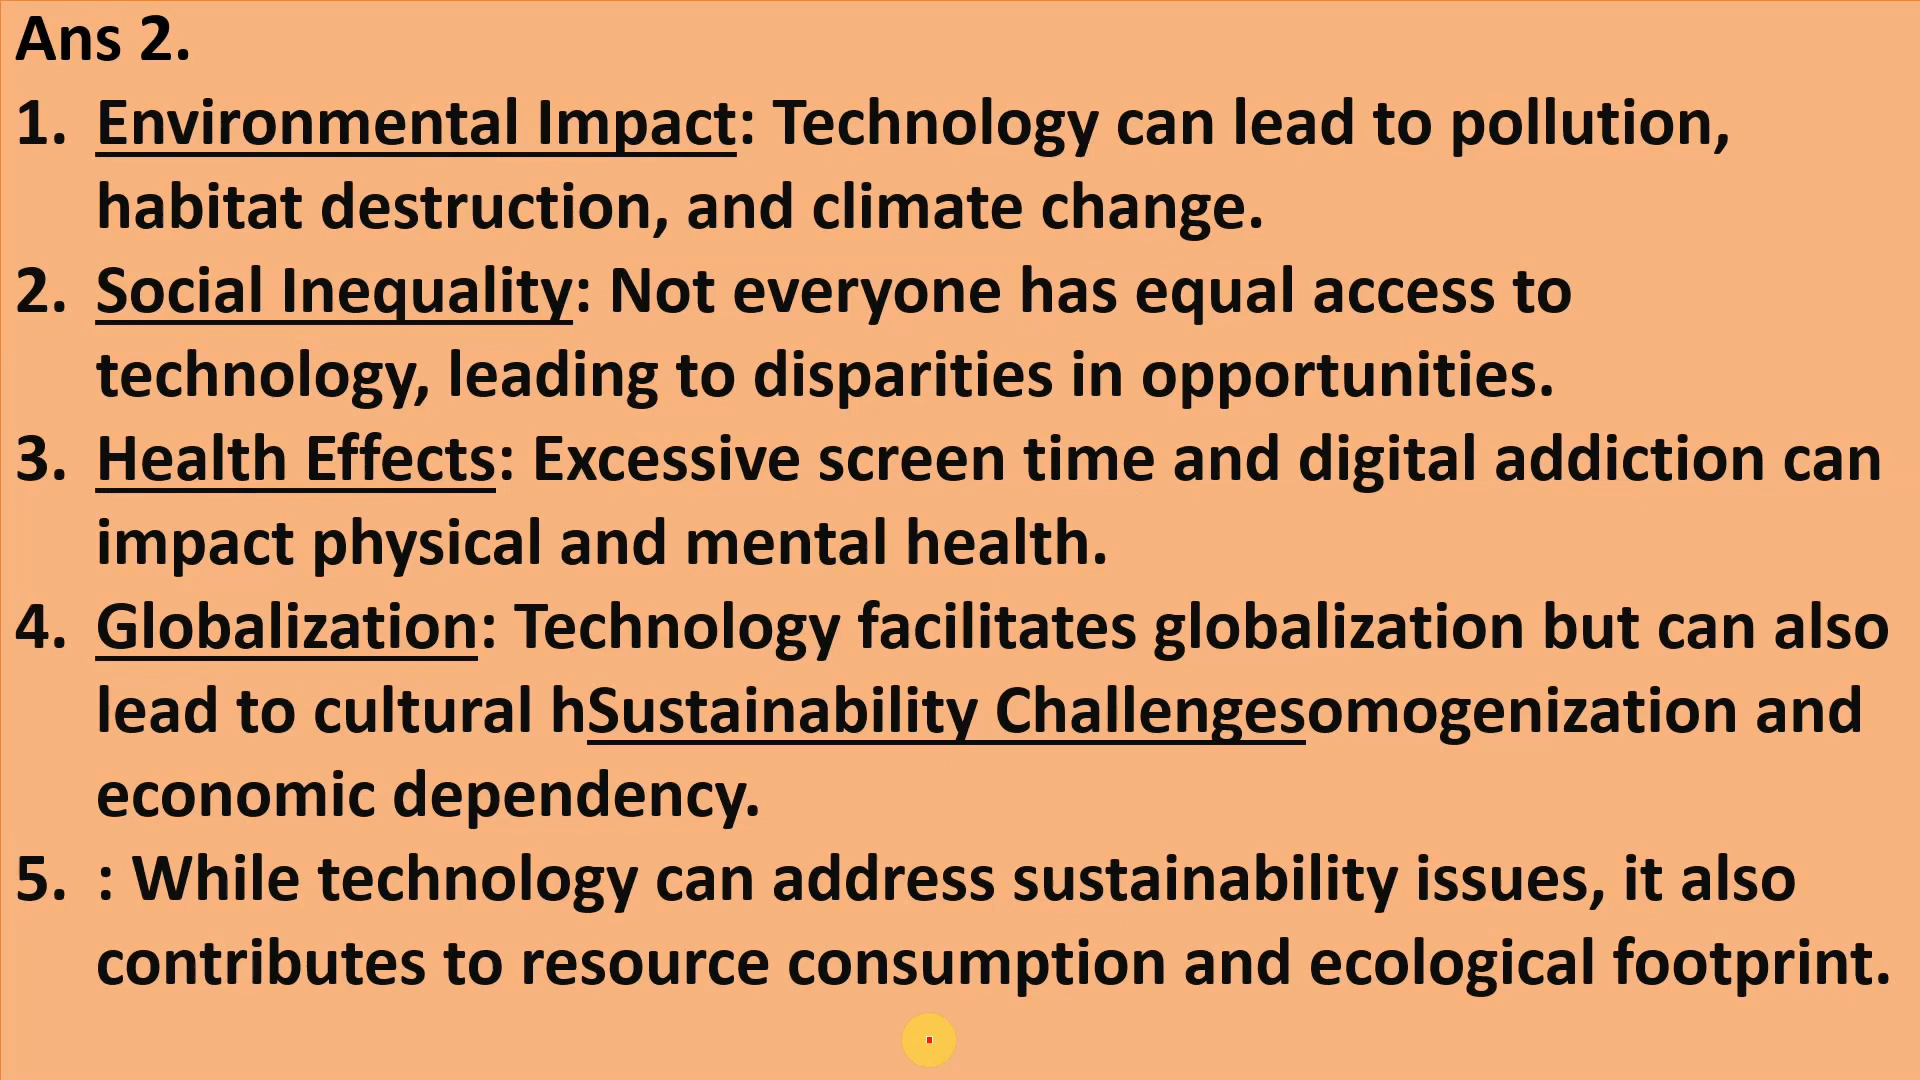 Ans 2.
1. Environmental Impact: Technology can lead to pollution,
habitat destruction, and climate change.
2. Social Inequality: Not everyone has equal access to
technology, leading to disparities in opportunities.
3. Health Effects: Excessive screen time and digital addiction can
impact physical and mental health.
4. Globalization: Technology facilitates globalization but can also
lead to cultural hSustainability Challengesomogenization and
economic dependency.
5. : While technology can address sustainability issues, it also
contributes to resource consumption and ecological footprint.